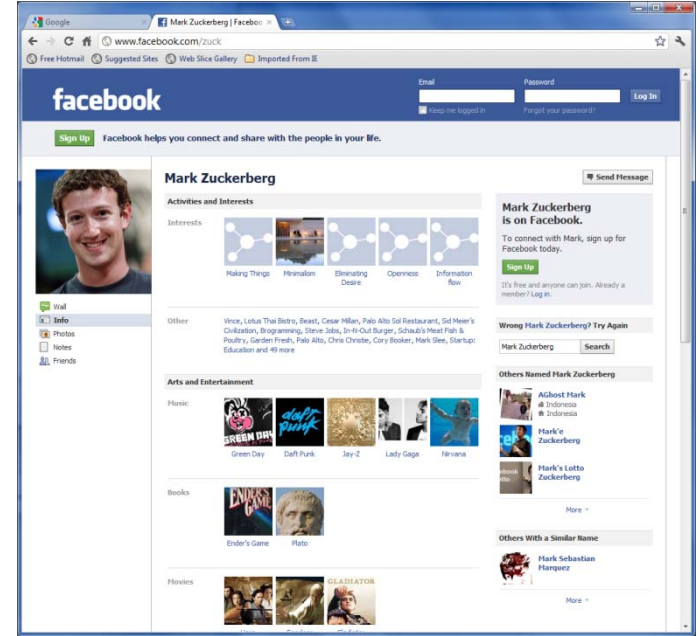 Google
Mark Zuckerberg | Faceboo
www.facebook.com/zuck
Free Hotmail Suggested Sites Web Slice Gallery Imported From IE
facebook
Email
Password
Log In
Keep me logged in
Forgot your password?
Sign Up
Facebook helps you connect and share with the people in your life.
Wall
Info
Photos
Notes
Friends
Mark Zuckerberg
Send Message
Activities and Interests
Interests
Making Things
Minimalism
Eliminating
Desire
Openness
Information
flow
Other
Vince, Lotus Thai Bistro, Beast, Cesar Millan, Palo Alto Sol Restaurant, Sid Meier's
Civilization, Brogramming, Steve Jobs, In-N-Out Burger, Schaub's Meat Fish &
Poultry, Garden Fresh, Palo Alto, Chris Christie, Cory Booker, Mark Slee, Startup:
Education and 49 more
Arts and Entertainment
Music
GREEN DAY
daft
punk
Green Day
Daft Punk
Jay-Z
Lady Gaga
Nirvana
Books
ENDER'S
GAME
Ender's Game
Plato
Movies
GLADIATOR
Gladiator
Mark Zuckerberg
is on Facebook.
To connect with Mark, sign up for
Facebook today.
Sign Up
It's free and anyone can join. Already a
member? Log in.
Wrong Mark Zuckerberg? Try Again
Mark Zuckerberg
Search
Others Named Mark Zuckerberg
AGhost Mark
Indonesia
Indonesia
Mark'e
Zuckerberg
Mark's Lotto
Zuckerberg
More
Others With a Similar Name
Mark Sebastian
Marquez
More